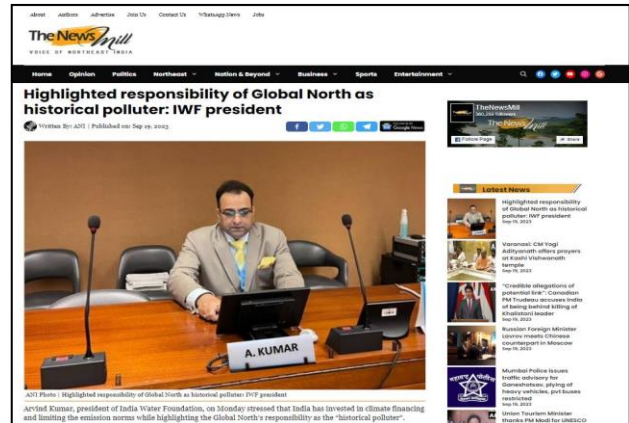 About Authors Advertise Join Us Contact Us Whatsapp News Jobs
The News Mill
VOICE OF NORTHEAST INDIA
Home Opinion Politics Northeast Nation & Beyond Business Sports Entertainment
Highlighted responsibility of Global North as
historical polluter: IWF president
Written By: ANI | Published on: Sep 19, 2023
Google News
A. KUMAR
ANI Photo | Highlighted responsibility of Global North as historical polluter: IWF president
Arvind Kumar, president of India Water Foundation, on Monday stressed that India has invested in climate financing
and limiting the emission norms while highlighting the Global North's responsibility as the "historical polluter".
TheNewsMill
followers
The News Mill
Follow Page Share
Latest News
Highlighted responsibility
of Global North as historical
polluter: IWF president
Sep 19, 2023
Varanasi: CM Yogi
Adityanath offers prayers
at Kashi Vishwanath
temple
Sep 19, 2023
"Credible allegations of
potential link": Canadian
PM Trudeau accuses India
of being behind killing of
Khalistani leader
Sep 19, 2023
Russian Foreign Minister
Lavrov meets Chinese
counterpart in Moscow
Sep 19, 2023
Mumbai Police issues
traffic advisory for
Ganeshotsav, plying of
heavy vehicles, pvt buses
restricted
Sep 19, 2023
Union Tourism Minister
thanks PM Modi for UNESCO